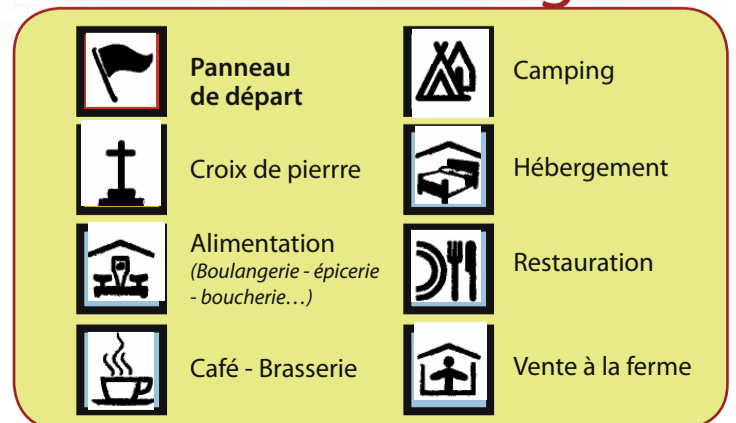 Panneau
de départ
Croix de pierrre
Alimentation
(Boulangerie - épicerie
- boucherie…)
Café - Brasserie
Camping
Hébergement
Restauration
Vente à la ferme